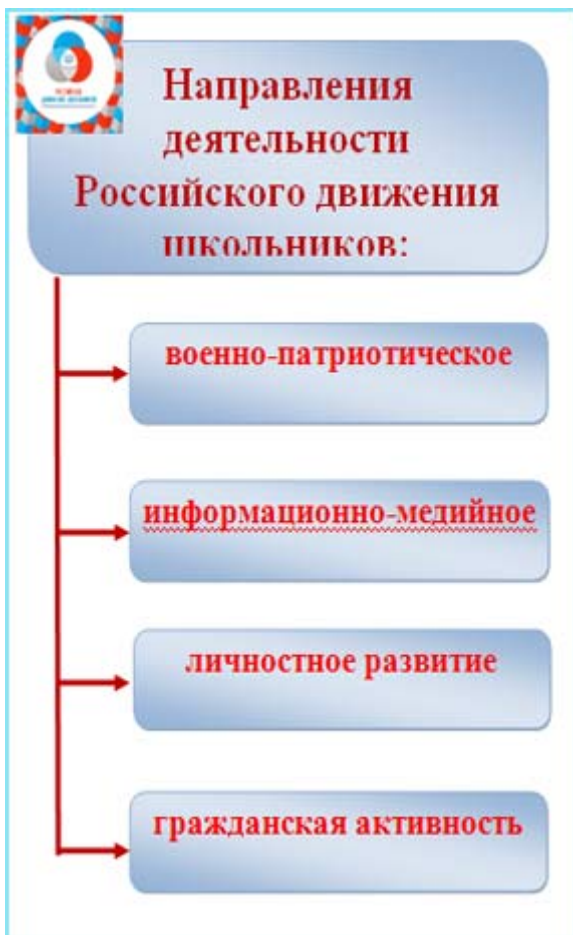 Направления
деятельности
Российского движения
школьников:
военно-патриотическое
информационно-медийное
личностное развитие
гражданская активность